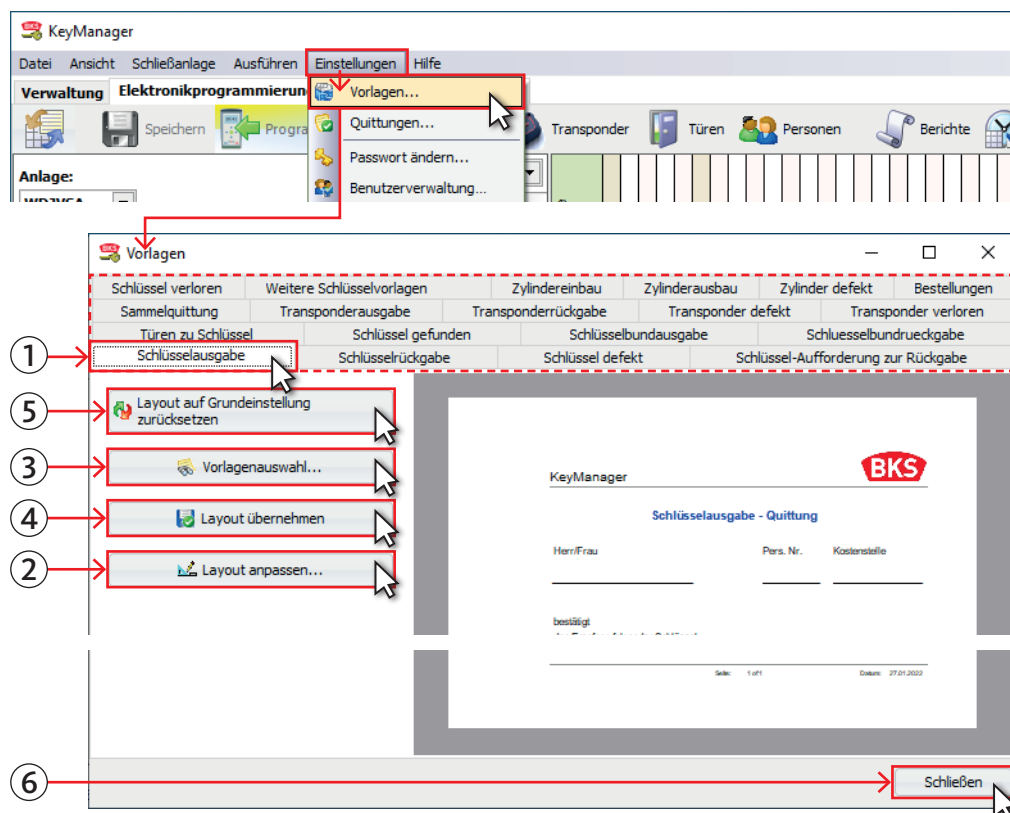 KeyManager
Datei Ansicht Schließanlage Ausführen Einstellungen Hilfe
Verwaltung Elektronikprogrammierun
Vorlagen...
Speichern Progra Quittungen... Transponder Türen Personen Berichte
Passwort ändern...
Anlage:
Benutzerverwaltung...
Vorlagen
Schlüssel verloren Weitere Schlüsselvorlagen Zylindereinbau Zylinderausbau Zylinder defekt Bestellungen
Sammelquittung Transponderausgabe Transponderrückgabe Transponder defekt Transponder verloren
Türen zu Schlüssel Schlüssel gefunden Schlüsselbundausgabe Schluesselbundrueckgabe
1 Schlüsselausgabe Schlüsselrückgabe Schlüssel defekt Schlüssel-Aufforderung zur Rückgabe
5 Layout auf Grundeinstellung
zurücksetzen
3 Vorlagenauswahl...
4 Layout übernehmen
2 Layout anpassen...
KeyManager BKS
Schlüsselausgabe - Quittung
Herr/Frau Pers. Nr. Kostenstelle
bestätigt
Seite: 1 of 1 Datum: 27.01.2022
6 Schließen